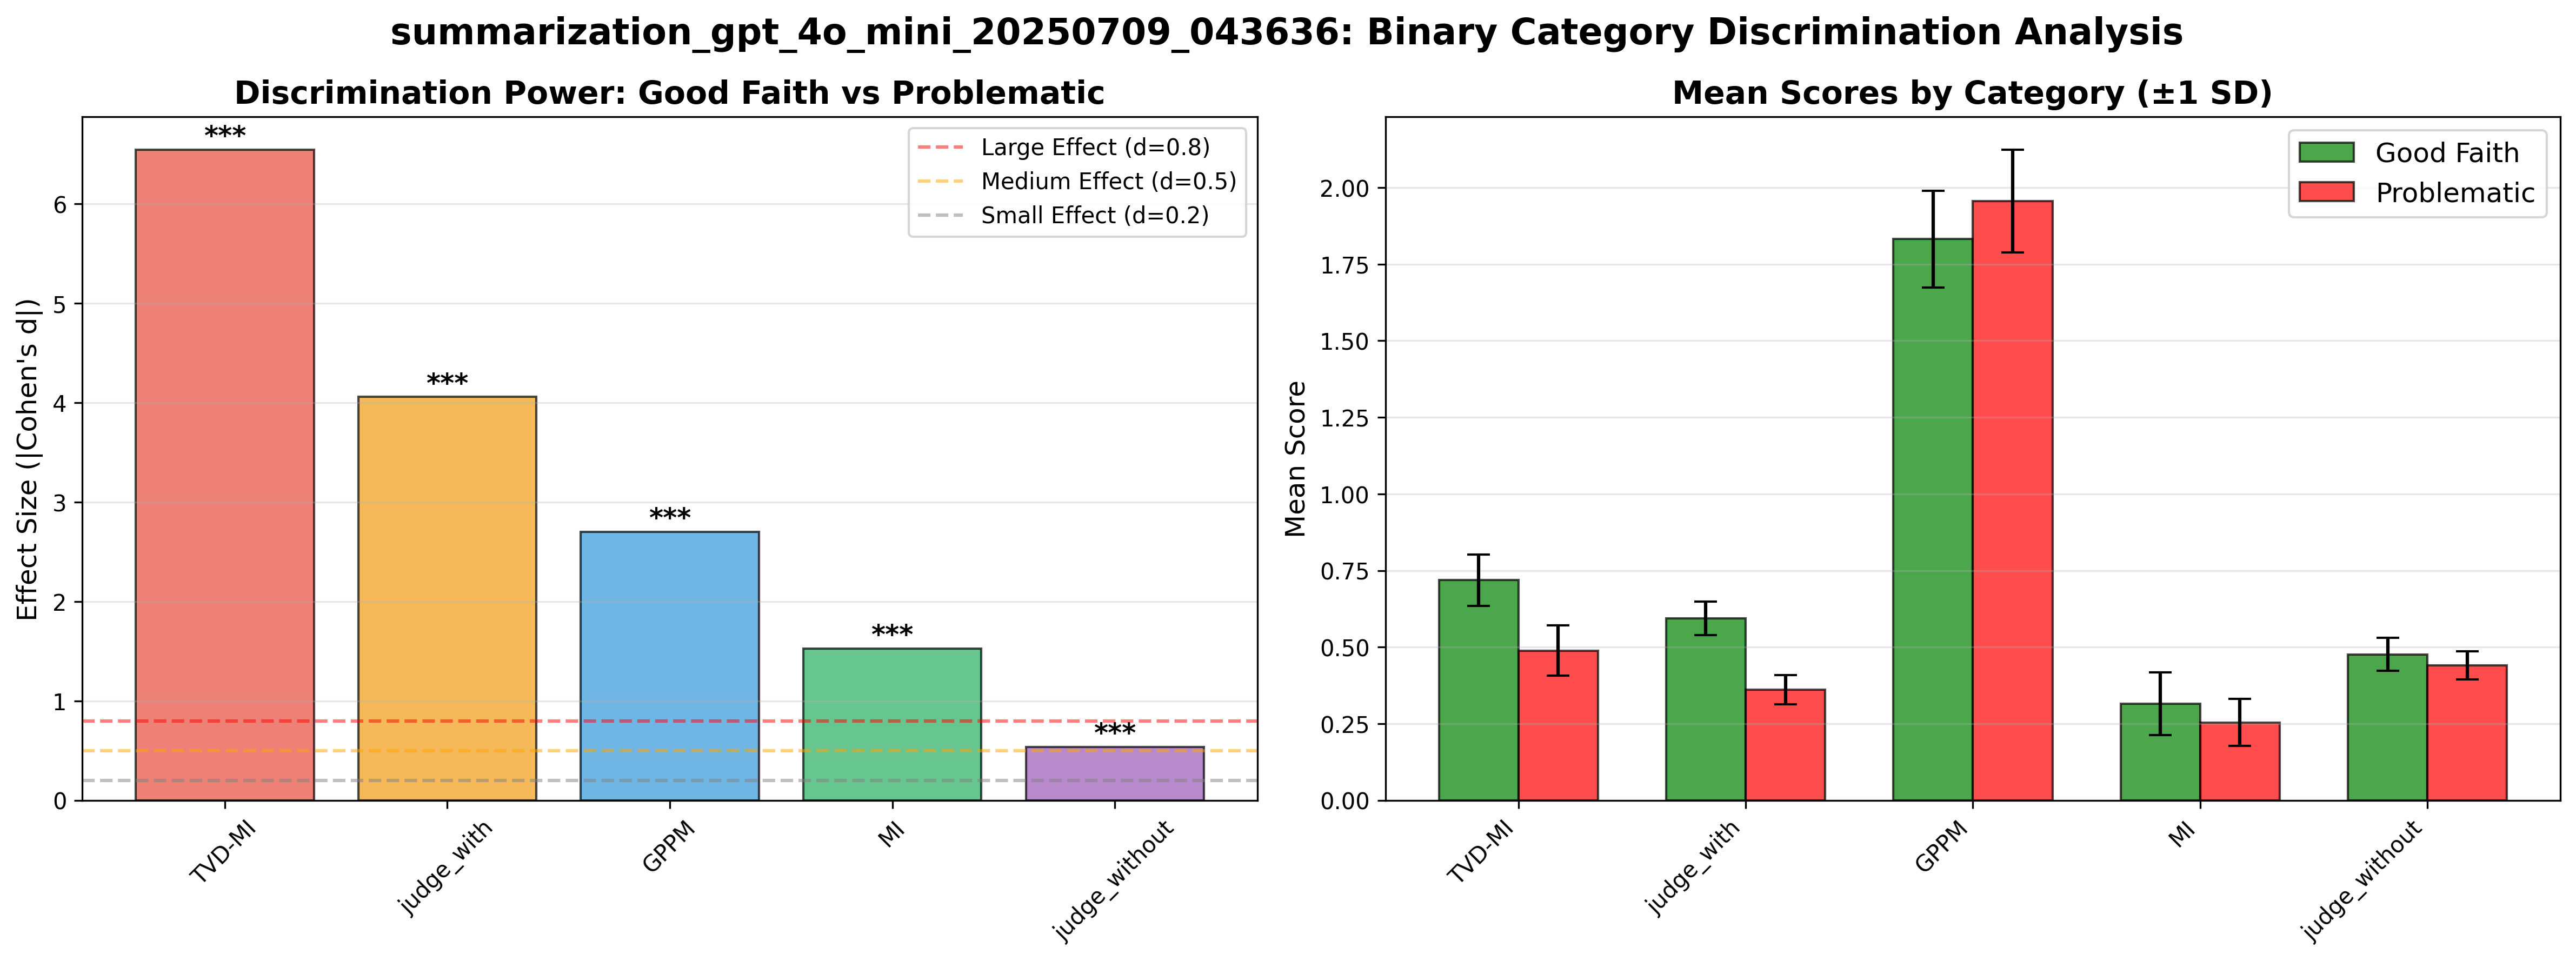 summarization_gpt_4o_mini_20250709_043636: Binary Category Discrimination Analysis
Discrimination Power: Good Faith vs Problematic
Effect Size (|Cohen's d|)
6
5
4
3
2
1
0
***
***
***
***
***
Large Effect (d=0.8)
Medium Effect (d=0.5)
Small Effect (d=0.2)
TVD-MI
judge_with
GPPM
MI
judge_without
Mean Scores by Category (±1 SD)
Mean Score
2.00
1.75
1.50
1.25
1.00
0.75
0.50
0.25
0.00
Good Faith
Problematic
TVD-MI
judge_with
GPPM
MI
judge_without